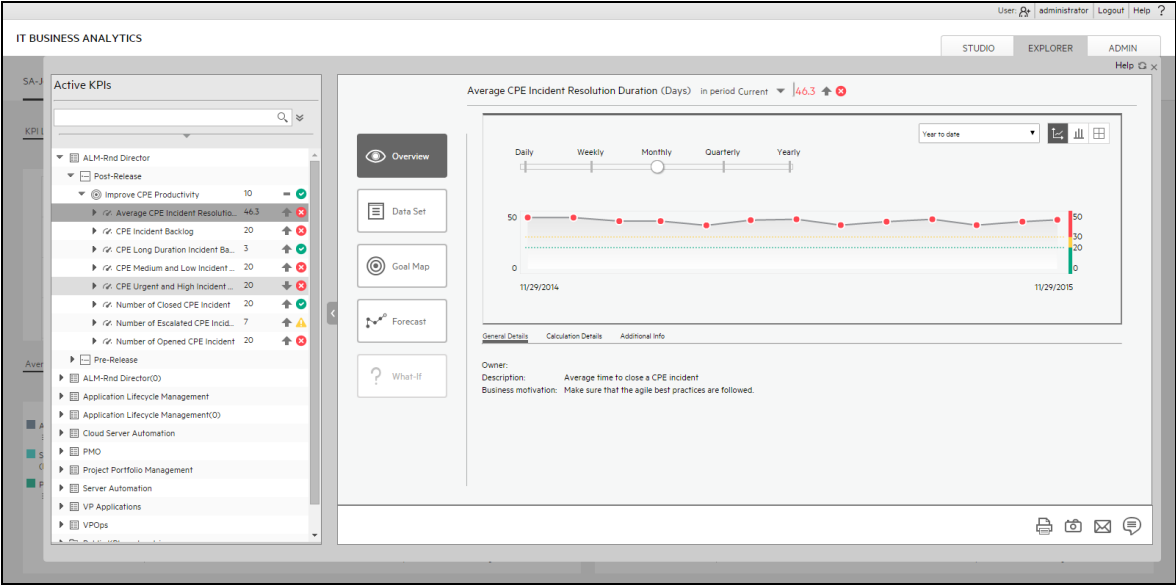 User: administrator Logout Help ?
IT BUSINESS ANALYTICS
STUDIO EXPLORER ADMIN
Help
SA-J
Active KPIs
Average CPE Incident Resolution Duration (Days) in period Current 46.3
KPI L
Year to date
Daily Weekly Monthly Quarterly Yearly
Overview
Data Set
Goal Map
Forecast
What-If
ALM-Rnd Director
Post-Release
Improve CPE Productivity 10
Average CPE Incident Resolutio... 46.3
CPE Incident Backlog 20
CPE Long Duration Incident Ba... 3
CPE Medium and Low Incident ... 20
CPE Urgent and High Incident ... 20
Number of Closed CPE Incident 20
Number of Escalated CPE Incid... 7
Number of Opened CPE Incident 20
Pre-Release
ALM-Rnd Director(0)
Application Lifecycle Management
Application Lifecycle Management(0)
Cloud Server Automation
PMO
Project Portfolio Management
Server Automation
VP Applications
VPOps
Aver
50
0
50
30
20
0
11/29/2014 11/29/2015
General Details Calculation Details Additional Info
Owner:
Description: Average time to close a CPE incident
Business motivation: Make sure that the agile best practices are followed.